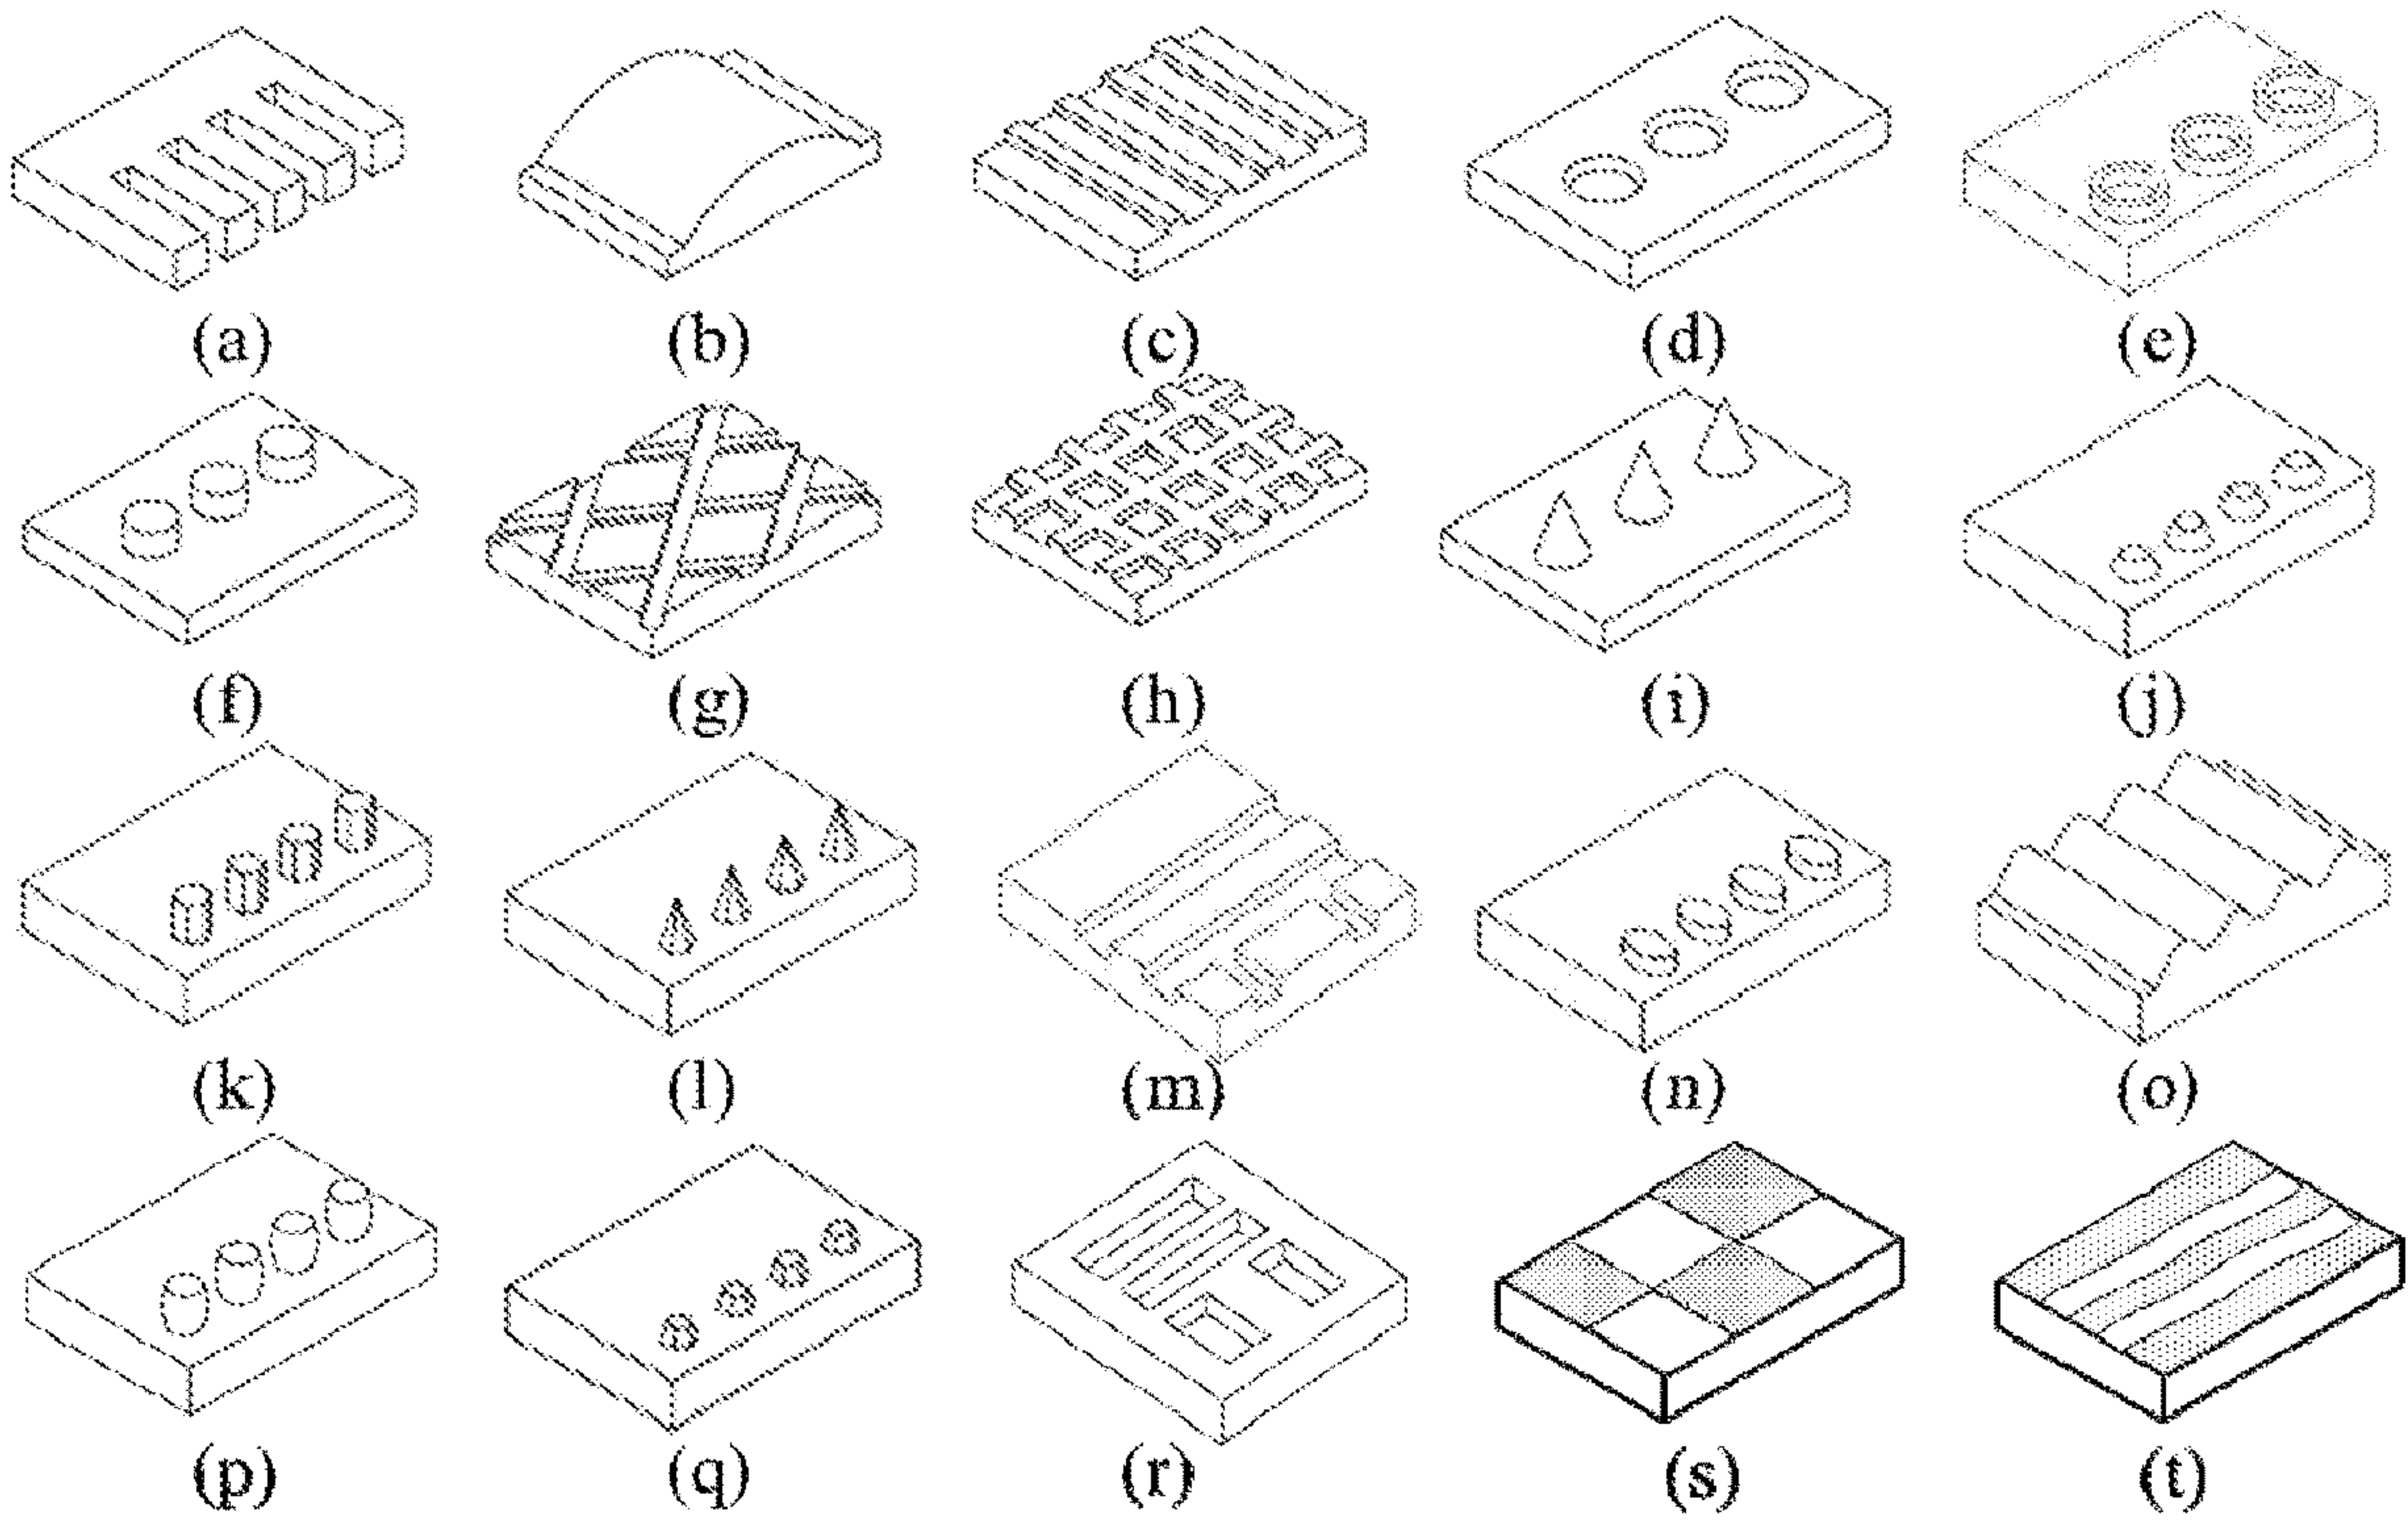 (a) (b) (c) (d) (e)
(f) (g) (h) (i) (j)
(k) (l) (m) (n) (o)
(p) (q) (r) (s) (t)